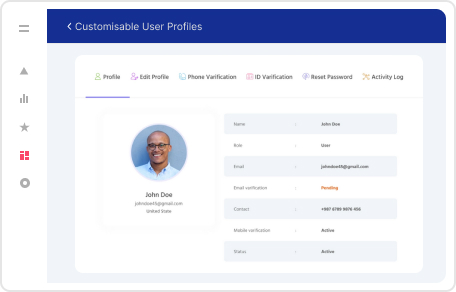 Customisable User Profiles
Profile Edit Profile Phone Varification ID Varification Reset Password Activity Log
Name : John Doe
Role : User
Email : johndoe45@gmail.com
Email varification : Pending
Contact : +987 6789 9876 456
Mobile varification : Active
Status : Active
John Doe
johndoe45@gmail.com
United State